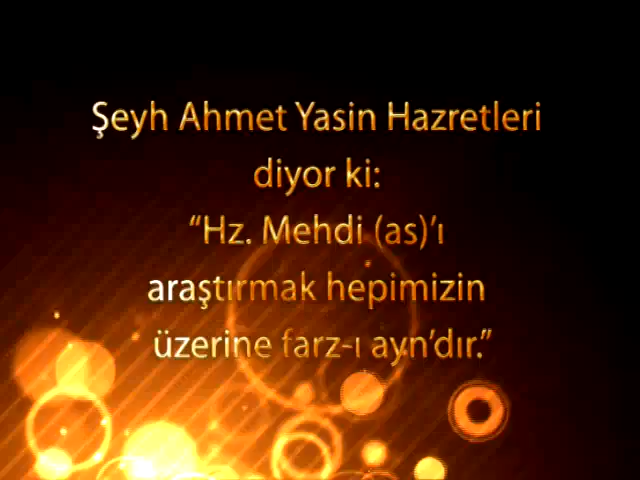 Şeyh Ahmet Yasin Hazretleri
diyor ki:
“Hz. Mehdi (as)’ı
araştırmak hepimizin
üzerine farz-ı ayn’dır.”